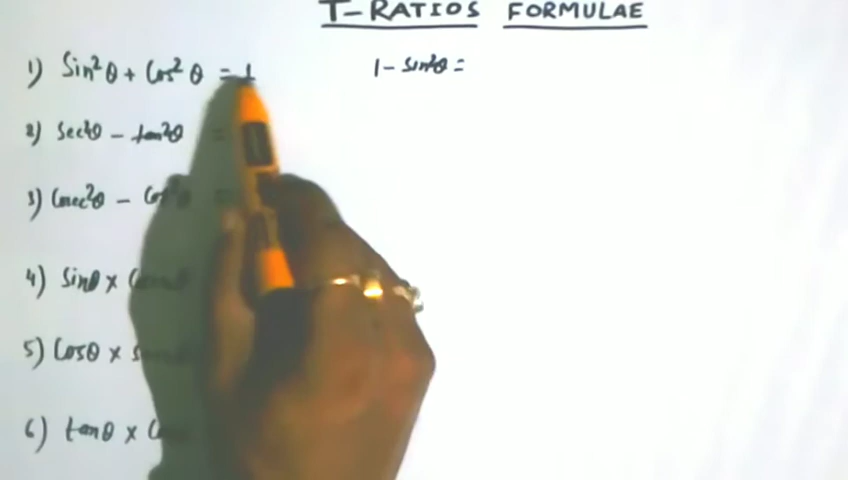 T-RATIOS FORMULAE
1) Sin²θ + Cos²θ = 1
1 - sin²θ =
2) Sec²θ - tan²θ =
3) Cosec²θ - Cot²θ
4) Sinθ ×
5) Cosθ ×
6) tanθ ×